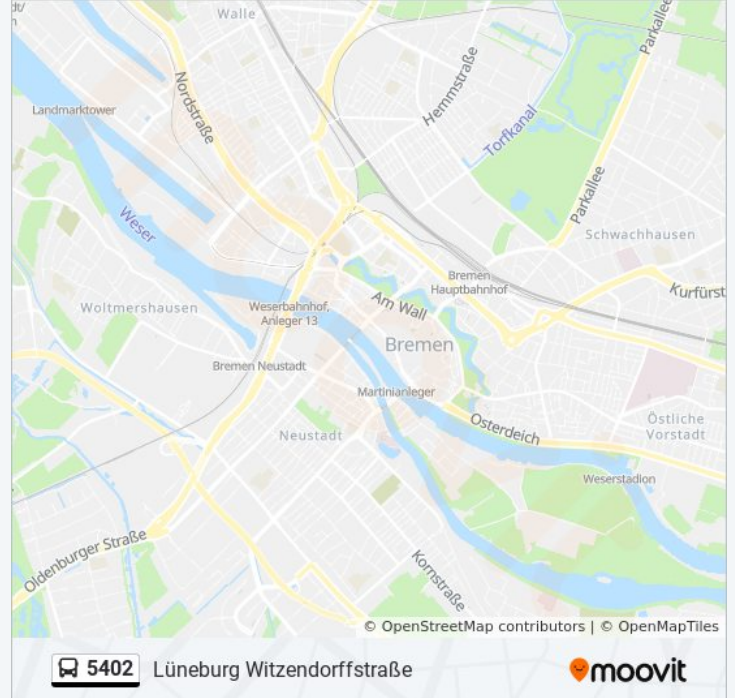 Walle
Landmarktower
Nordstraße
Hemmstraße
Torfkanal
Parkallee
Parkallee
Schwachhausen
Weser
Bremen
Hauptbahnhof
Kurfürst
Woltmershausen
Weserbahnhof,
Anleger 13
Am Wall
Bremen
Bremen Neustadt
Martinianleger
Neustadt
Osterdeich
Östliche
Vorstadt
Weserstadion
Oldenburger Straße
Kornstraße
© OpenStreetMap contributors | © OpenMapTiles
5402 Lüneburg Witzendorffstraße
moovit